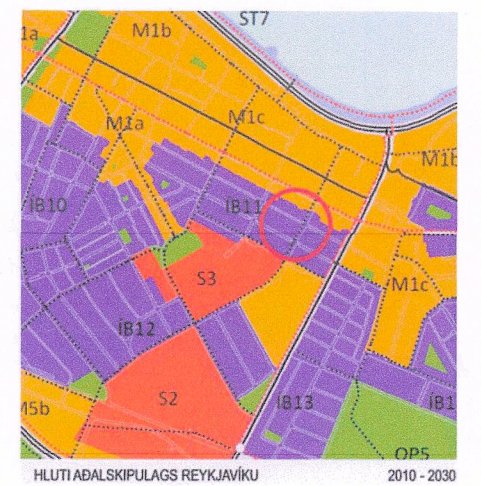 ST7
1a
M1b
M1a
M1c
M1b
ÍB10
ÍB11
S3
M1c
ÍB12
S2
M5b
ÍB13
ÍB1
OP5
HLUTI AÐALSKIPULAGS REYKJAVÍKU 2010 - 2030